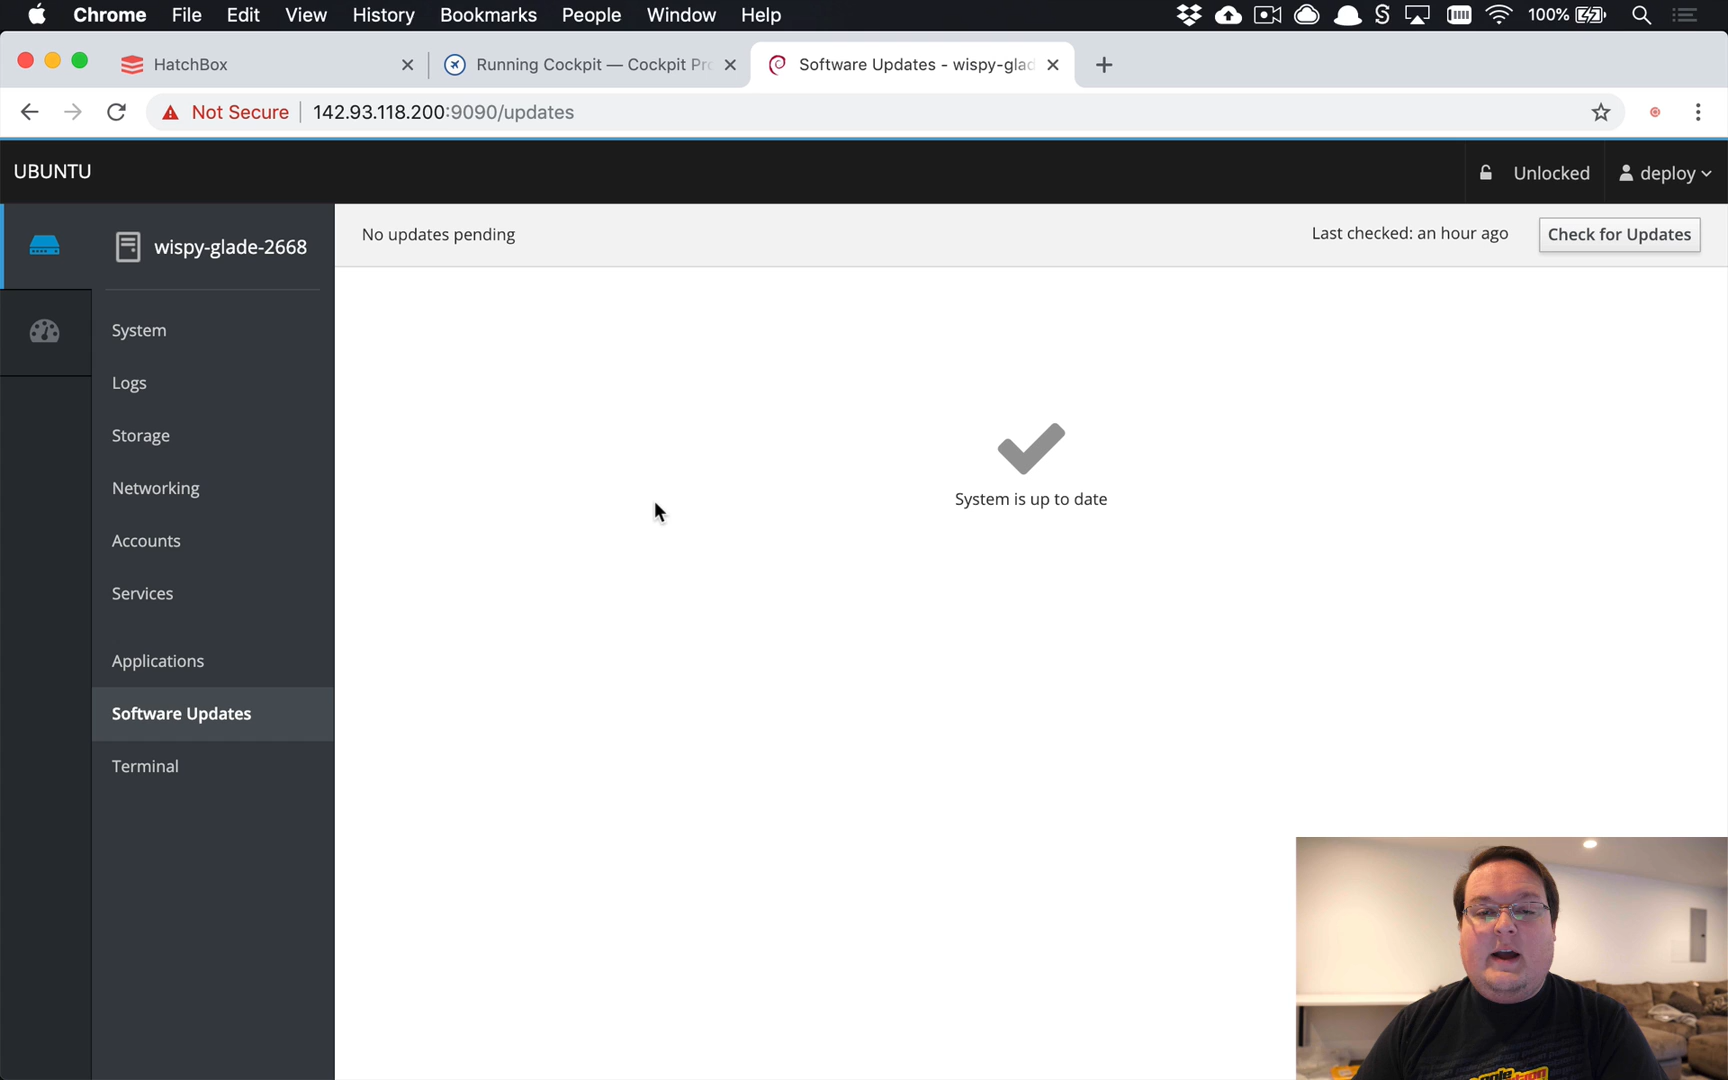 Chrome File Edit View History Bookmarks People Window Help 100%
HatchBox
Running Cockpit — Cockpit Pr
Software Updates - wispy-glad
Not Secure 142.93.118.200:9090/updates
UBUNTU
Unlocked deploy
wispy-glade-2668
No updates pending
Last checked: an hour ago
Check for Updates
System
Logs
Storage
Networking
Accounts
Services
Applications
Software Updates
Terminal
System is up to date